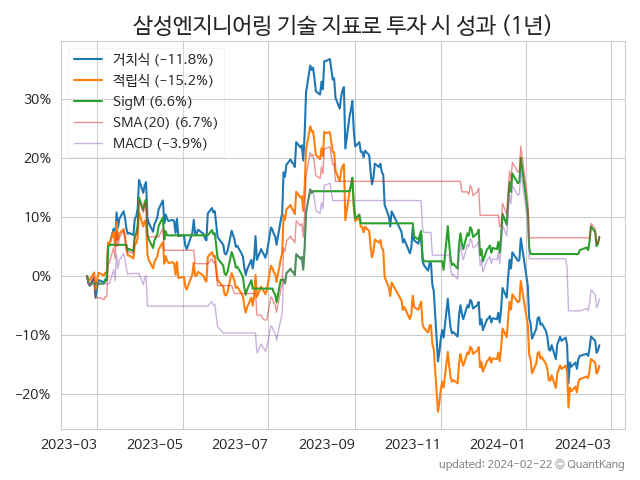 삼성엔지니어링 기술 지표로 투자 시 성과 (1년)
거치식 (−11.8%)
적립식 (−15.2%)
SigM (6.6%)
SMA(20) (6.7%)
MACD (−3.9%)
30%
20%
10%
0%
−10%
−20%
2023-03 2023-05 2023-07 2023-09 2023-11 2024-01 2024-03
updated: 2024-02-22 © QuantKang